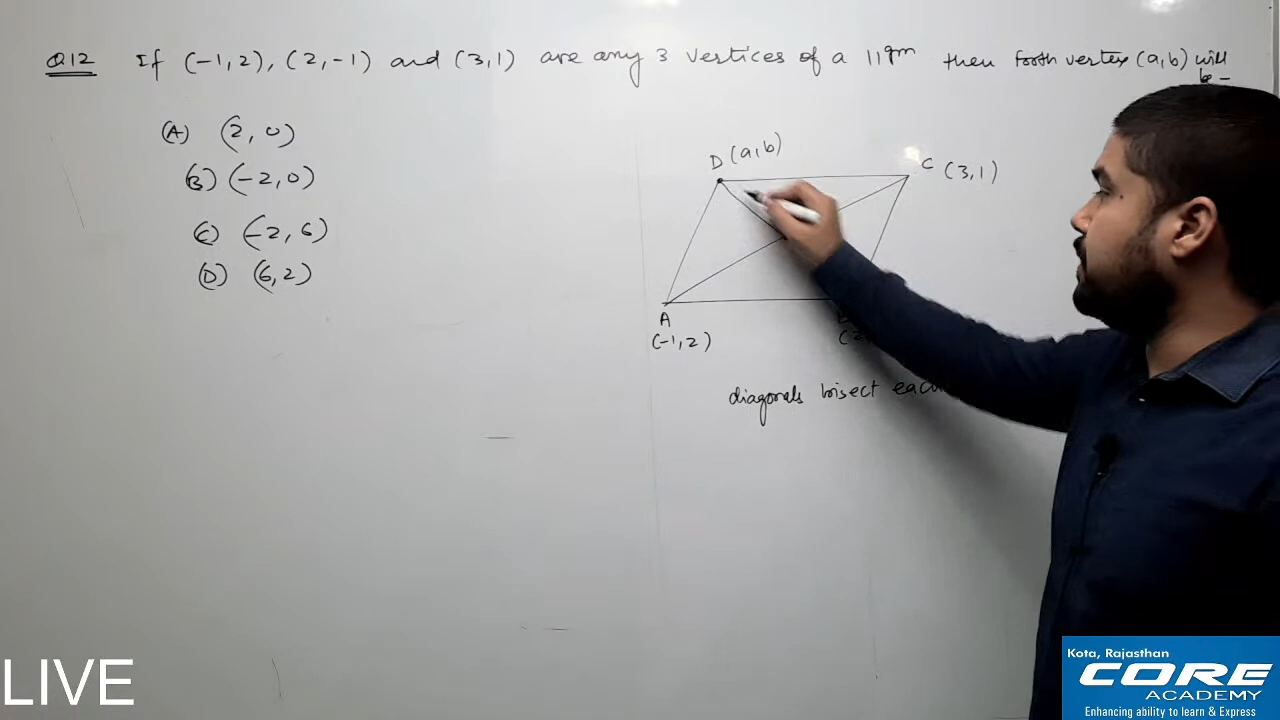 Q12 If (-1,2), (2,-1) and (3,1) are any 3 vertices of a 11gm then fourth vertex (a,b) will
be -
(A) (2, 0)
(B) (-2, 0)
(C) (-2, 6)
(D) (6, 2)
D (a,b)
C (3,1)
A
(-1,2)
diagonals bisect
LIVE
Kota, Rajasthan
CORE
ACADEMY
Enhancing ability to learn & Express